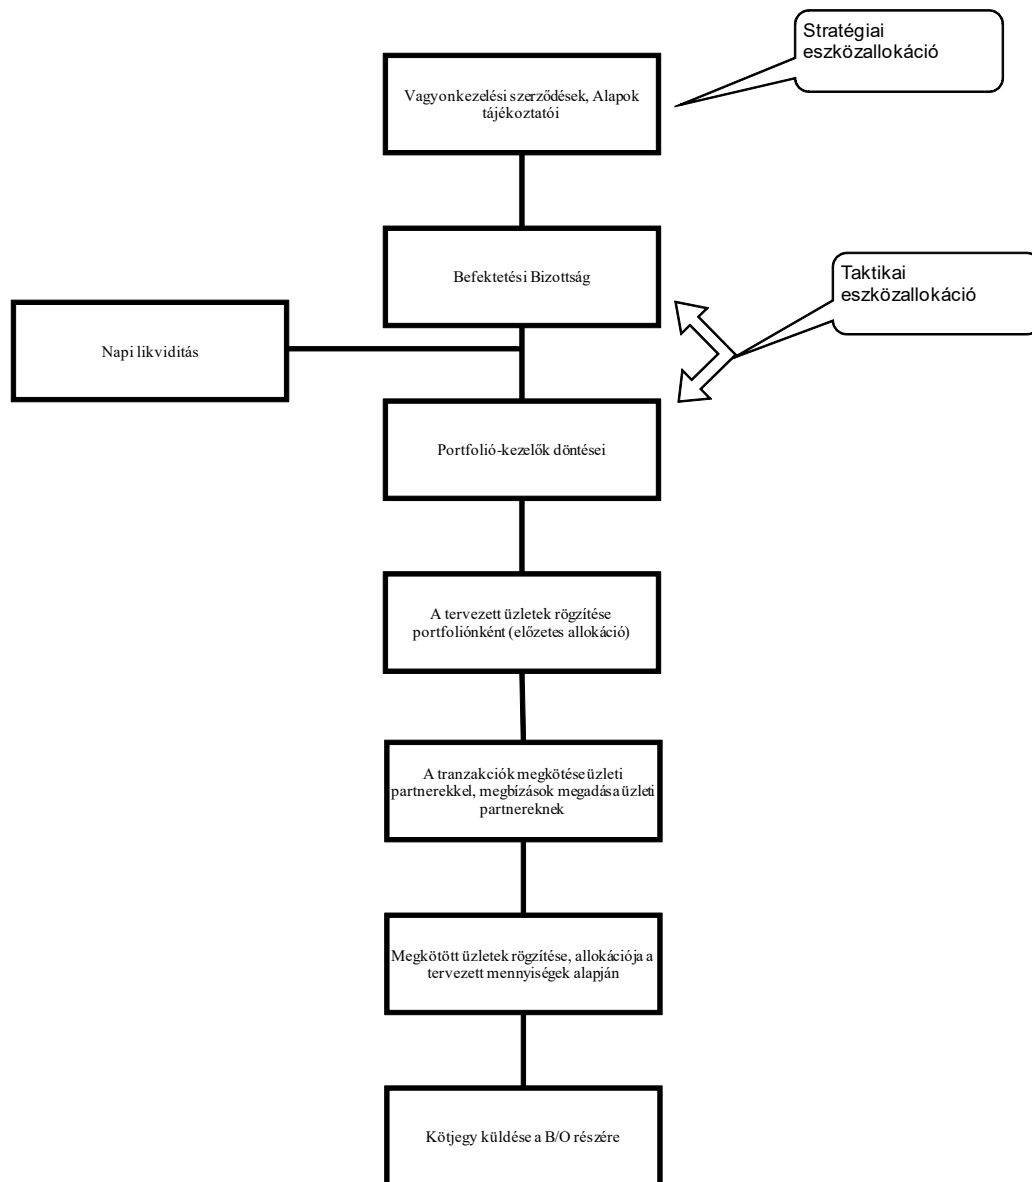 Stratégiai
eszközallokáció
Vagyonkezelési szerződések, Alapok
tájékoztatói
Befektetési Bizottság
Taktikai
eszközallokáció
Napi likviditás
Portfolió-kezelők döntései
A tervezett üzletek rögzítése
portfoliónként (előzetes allokáció)
A tranzakciók megkötése üzleti
partnerekkel, megbízások megadása üzleti
partnereknek
Megkötött üzletek rögzítése, allokációja a
tervezett mennyiségek alapján
Kötjegy küldése a B/O részére